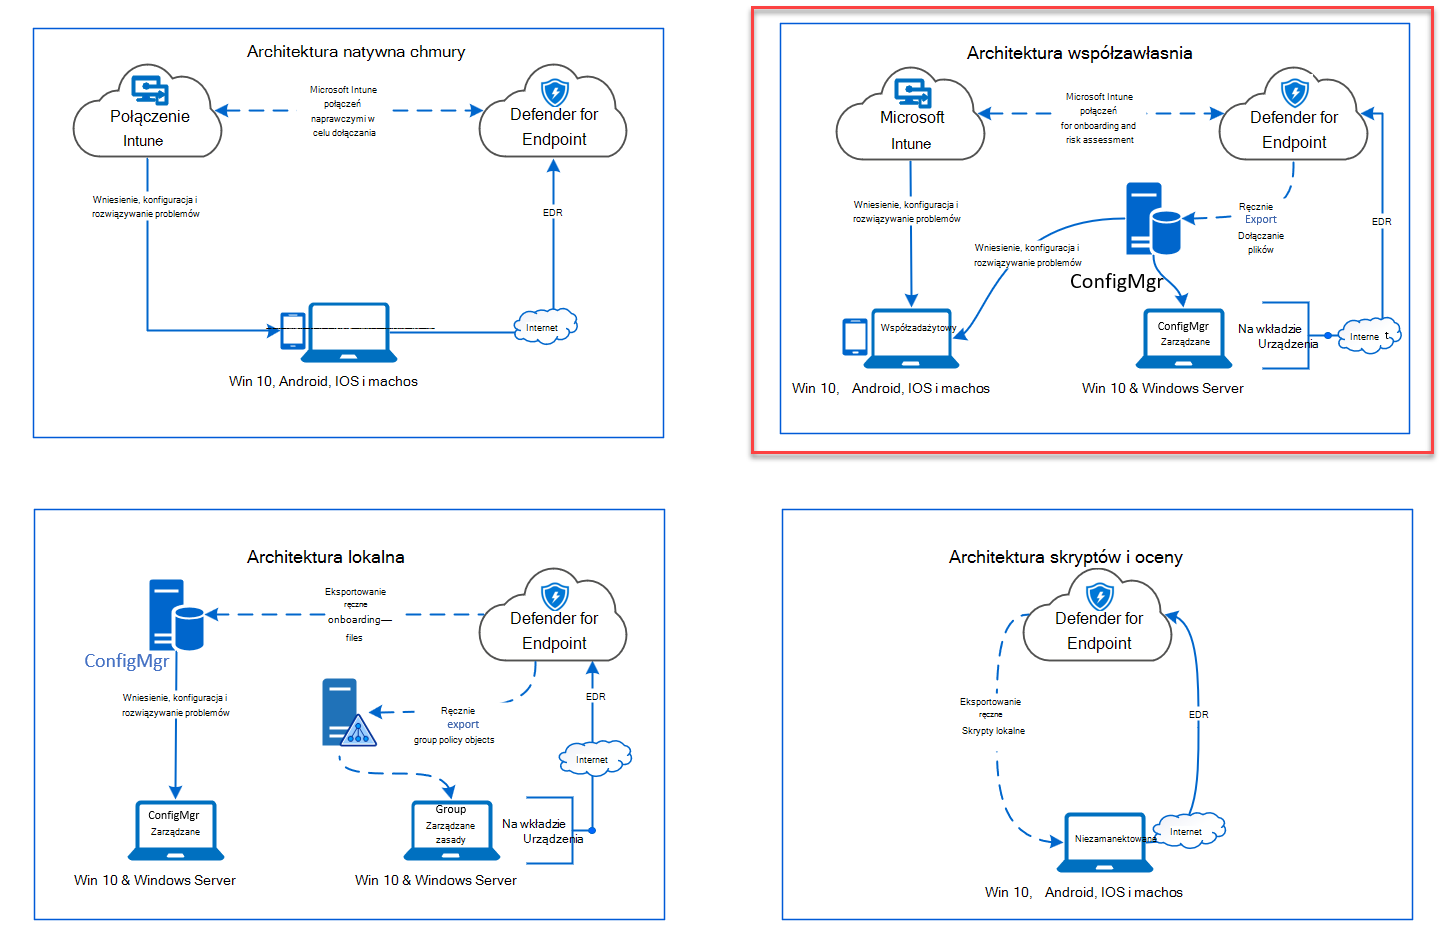 Architektura natywna chmury
Połączenie
Intune
Microsoft Intune
połączeń
naprawczymi w
celu dołączania
Defender for
Endpoint
Wniesienie, konfiguracja i
rozwiązywanie problemów
EDR
Internet
Win 10, Android, IOS i machos
Architektura współzawłasnia
Microsoft
Intune
Microsoft Intune
połączeń
for onboarding and
risk assessment
Defender for
Endpoint
Wniesienie, konfiguracja i
rozwiązywanie problemów
Ręcznie
Export
Dołączanie
plików
EDR
Wniesienie, konfiguracja i
rozwiązywanie problemów
ConfigMgr
Współzadażytowy
ConfigMgr
Zarządzane
Na wkładzie
Urządzenia
Interne t.
Win 10, Android, IOS i machos
Win 10 & Windows Server
Architektura lokalna
ConfigMgr
Eksportowanie
ręczne
onboarding—
files
Defender for
Endpoint
Wniesienie, konfiguracja i
rozwiązywanie problemów
Ręcznie
export
group policy objects
EDR
Internet
ConfigMgr
Zarządzane
Group
Zarządzane
zasady
Na wkładzie
Urządzenia
Win 10 & Windows Server
Win 10 & Windows Server
Architektura skryptów i oceny
Defender for
Endpoint
Eksportowanie
ręczne
Skrypty lokalne
EDR
Niezamanektowane
Internet
Win 10, Android, IOS i machos